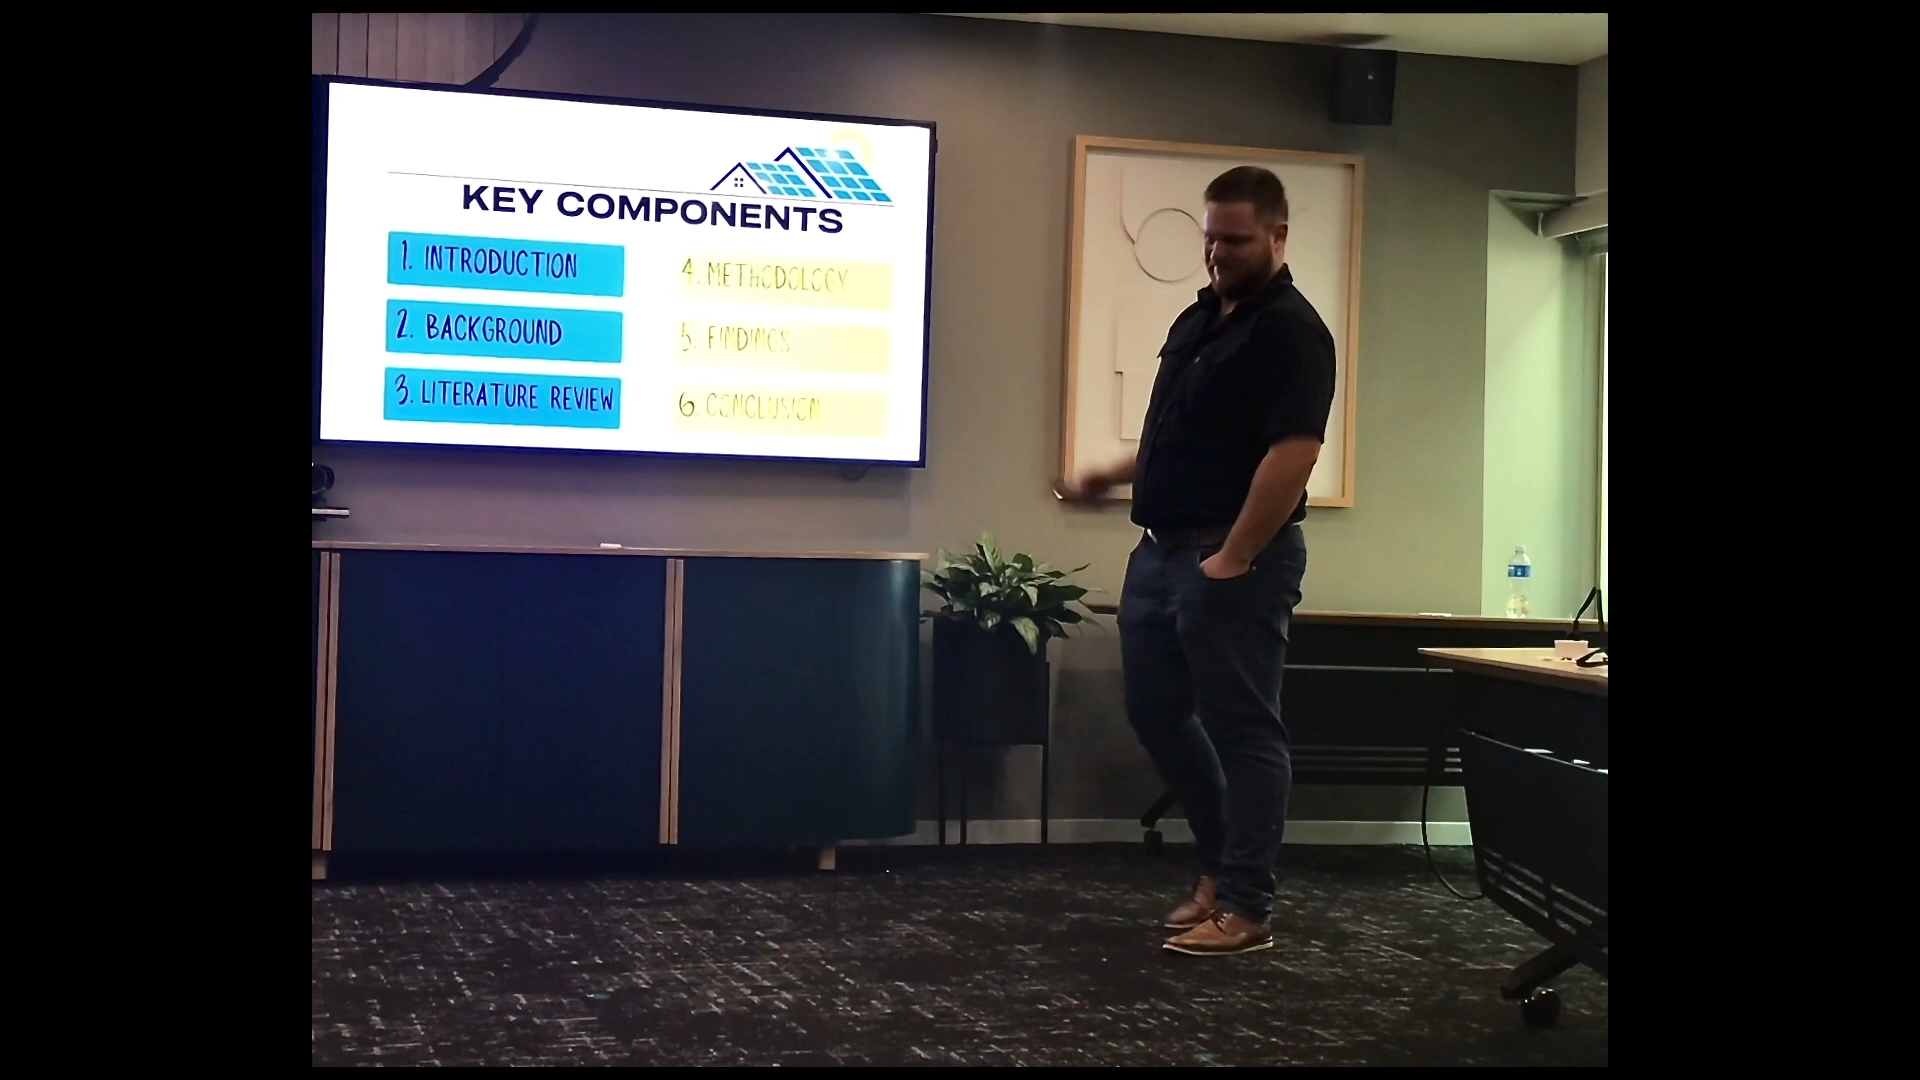 KEY COMPONENTS
1. INTRODUCTION
2. BACKGROUND
3. LITERATURE REVIEW
4. METHODOLOGY
5. FINDINGS
6. CONCLUSION